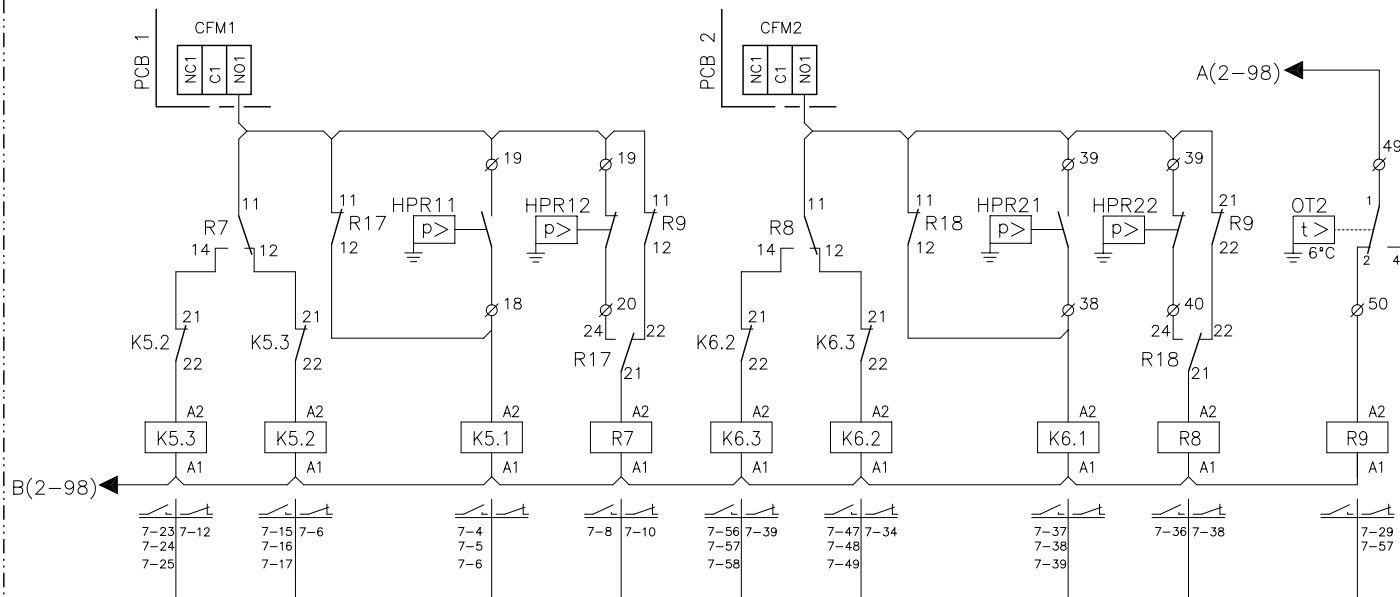 PCB 1
CFM1
NC1
C1
NO1
PCB 2
CFM2
NC1
C1
NO1
A(2-98)
19
19
39
39
49
11
R7
14
12
11
R17
12
HPR11
p>
HPR12
p>
11
R9
12
11
R8
14
12
11
R18
12
HPR21
p>
HPR22
p>
21
R9
22
OT2
t >
6°C
1
2
4
18
20
38
40
50
21
K5.2
22
21
K5.3
22
24
22
R17
21
21
K6.2
22
21
K6.3
22
24
22
R18
21
A2
K5.3
A1
A2
K5.2
A1
A2
K5.1
A1
A2
R7
A1
A2
K6.3
A1
A2
K6.2
A1
A2
K6.1
A1
A2
R8
A1
A2
R9
A1
B(2-98)
7-23 7-12
7-24
7-25
7-15 7-6
7-16
7-17
7-4
7-5
7-6
7-8 7-10
7-56 7-39
7-57
7-58
7-47 7-34
7-48
7-49
7-37
7-38
7-39
7-36 7-38
7-29
7-57